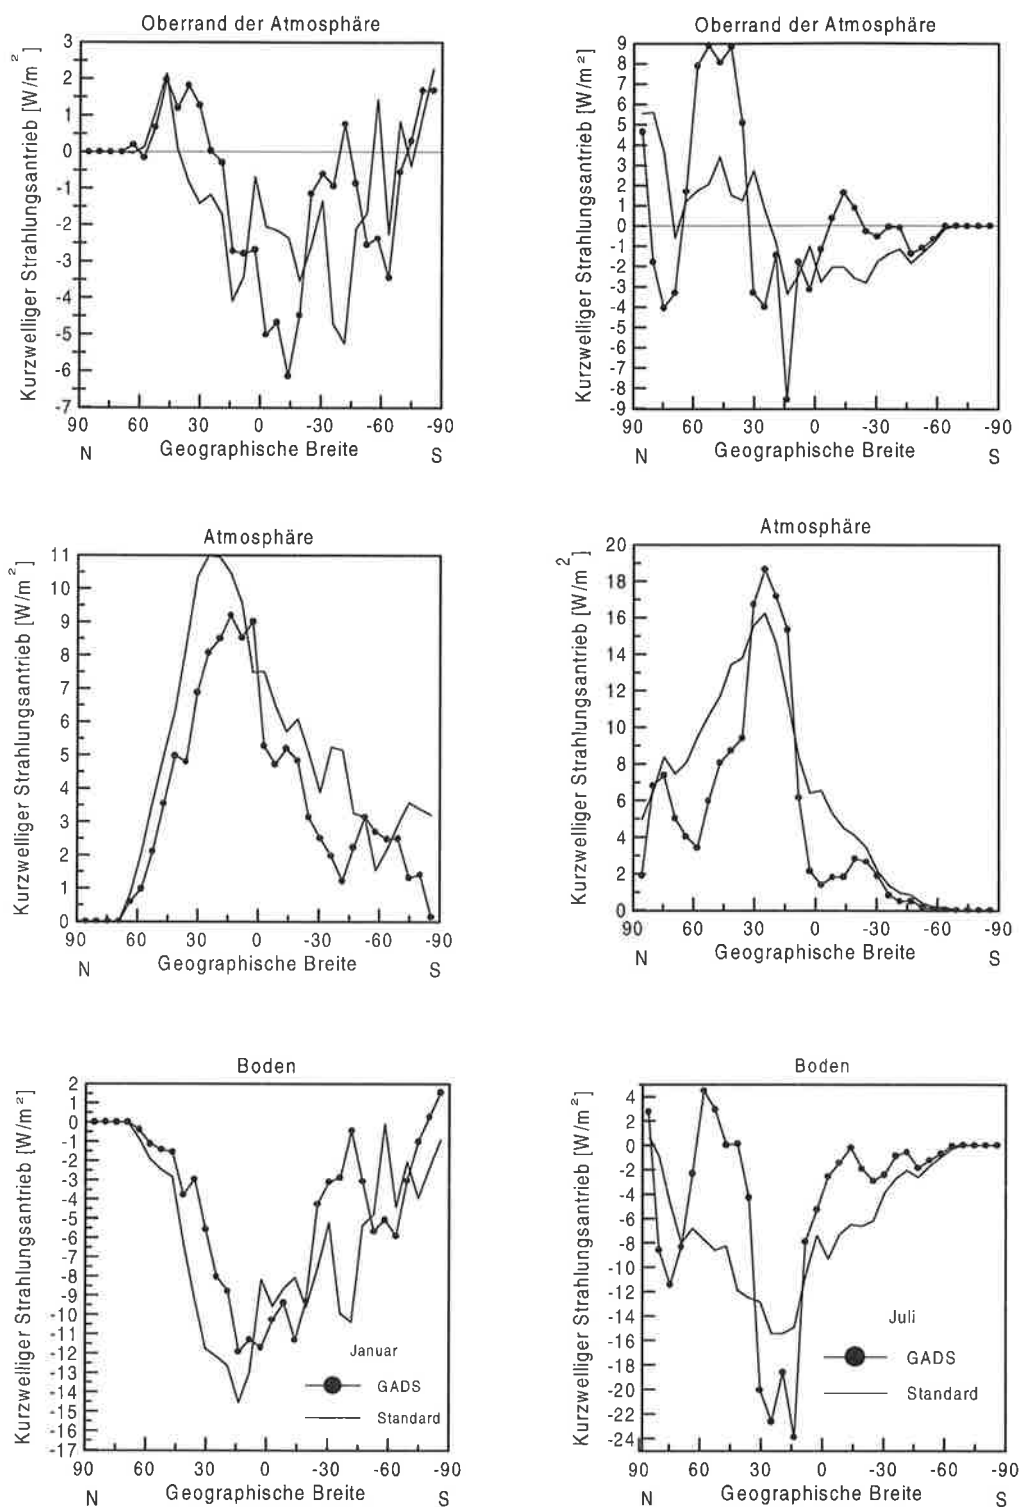 Oberrand der Atmosphäre
Kurzwelliger Strahlungsantrieb [W/m²]
3
2
1
0
-1
-2
-3
-4
-5
-6
-7
90 60 30 0 -30 -60 -90
N Geographische Breite S
Oberrand der Atmosphäre
Kurzwelliger Strahlungsantrieb [W/m²]
9
8
7
6
5
4
3
2
1
0
-1
-2
-3
-4
-5
-6
-7
-8
-9
90 60 30 0 -30 -60 -90
N Geographische Breite S
Atmosphäre
Kurzwelliger Strahlungsantrieb [W/m²]
11
10
9
8
7
6
5
4
3
2
1
0
90 60 30 0 -30 -60 -90
N Geographische Breite S
Atmosphäre
Kurzwelliger Strahlungsantrieb [W/m²]
20
18
16
14
12
10
8
6
4
2
0
90 60 30 0 -30 -60 -90
N Geographische Breite S
Boden
Kurzwelliger Strahlungsantrieb [W/m²]
2
0
-1
-2
-3
-4
-5
-6
-8
-9
-10
-11
-12
-13
-14
-15
-16
-17
Januar
GADS
Standard
90 60 30 0 -30 -60 -90
N Geographische Breite S
Boden
Kurzwelliger Strahlungsantrieb [W/m²]
4
2
0
-2
-4
-6
-8
-10
-12
-14
-16
-18
-20
-22
-24
Juli
GADS
Standard
90 60 30 0 -30 -60 -90
N Geographische Breite S